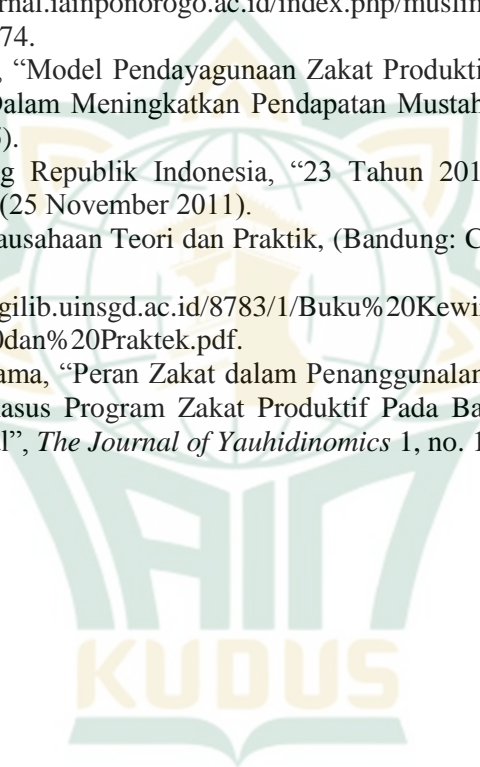 rnal.iainponorogo.ac.id/index.php/muslim
74.
, “Model Pendayagunaan Zakat Produkti
Dalam Meningkatkan Pendapatan Mustah
).
g Republik Indonesia, “23 Tahun 201
(25 November 2011).
ausahaan Teori dan Praktik, (Bandung: C
gilib.uinsgd.ac.id/8783/1/Buku%20Kewi
dan%20Praktek.pdf.
ama, “Peran Zakat dalam Penanggunalan
asus Program Zakat Produktif Pada Ba
l”, The Journal of Yauhidinomics 1, no. 1
IAIN
KUDUS